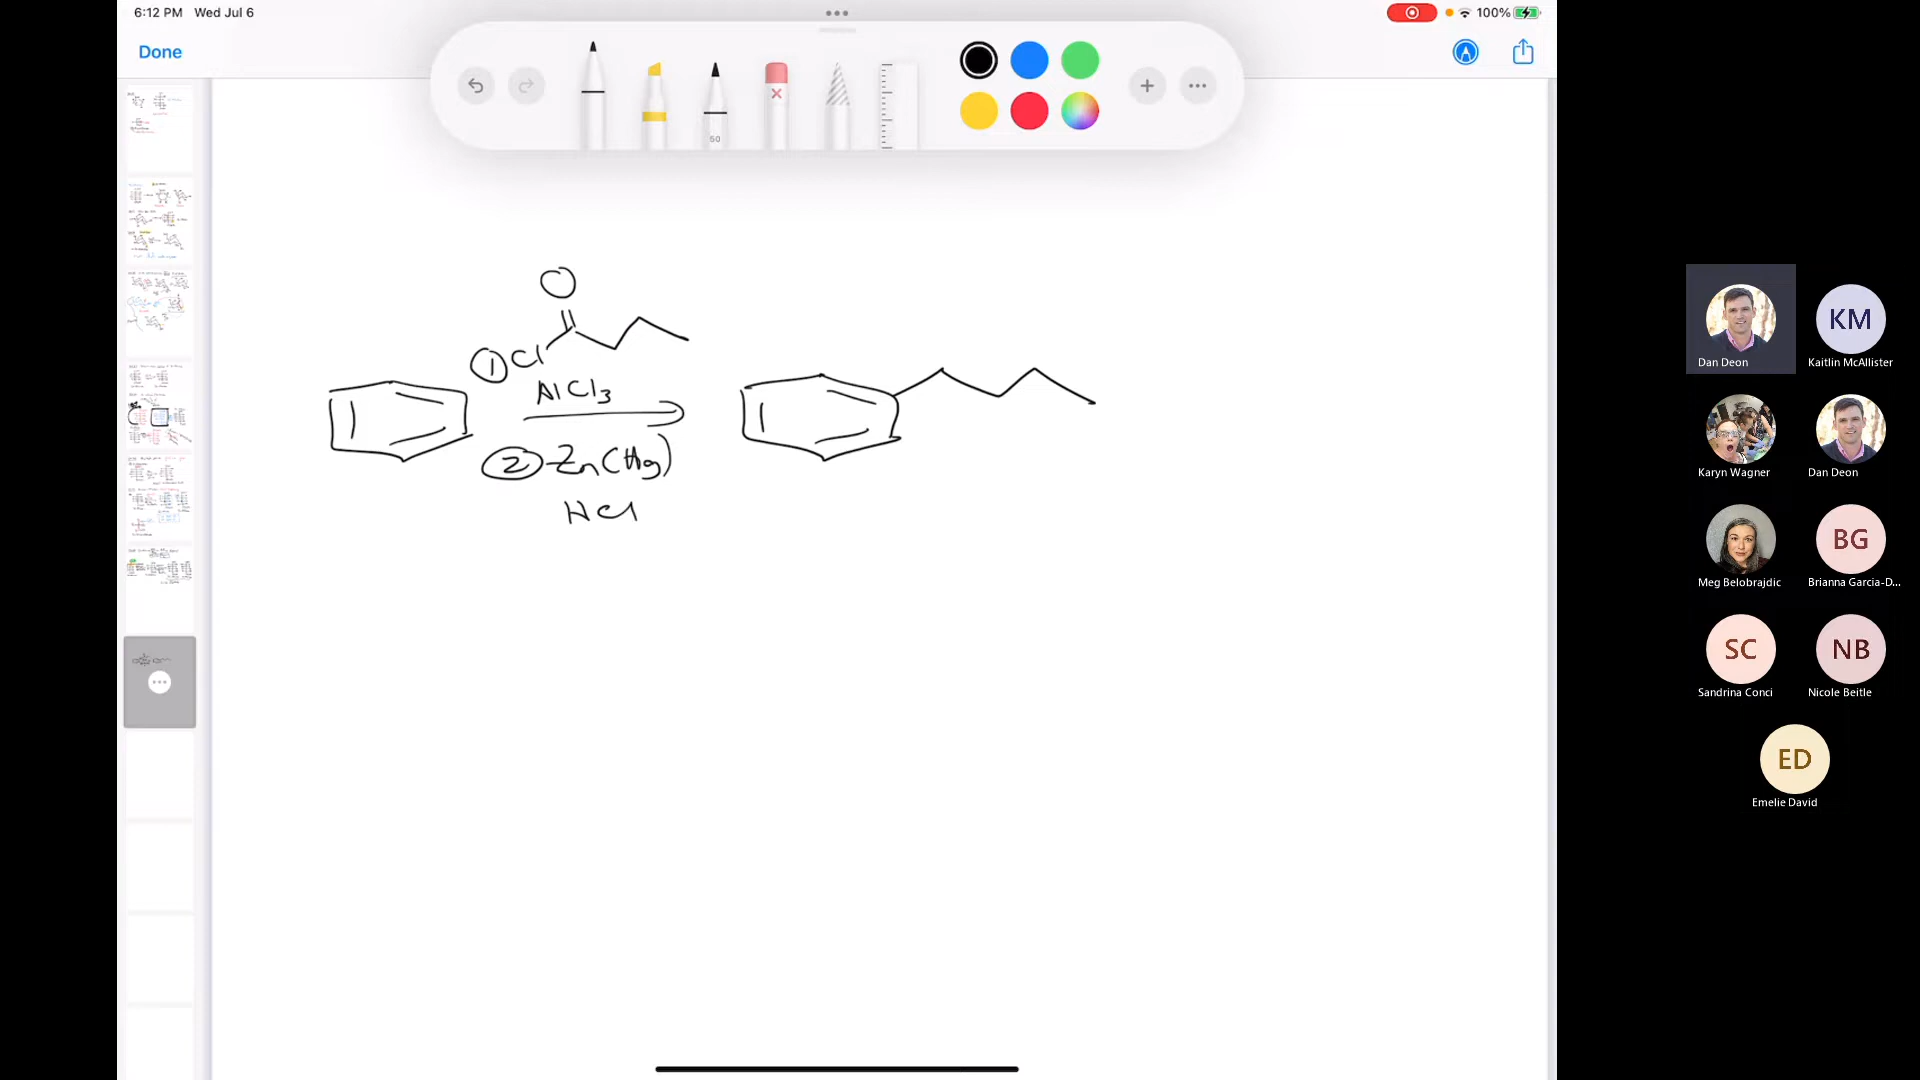 6:12 PM Wed Jul 6
100%
Done
50
O
① Cl
AlCl3
② Zn(Hg)
HCl
Dan Deon
KM
Kaitlin McAllister
Karyn Wagner
Dan Deon
Meg Belobrajdic
BG
Brianna Garcia-D...
SC
Sandrina Conci
NB
Nicole Beitle
ED
Emelie David